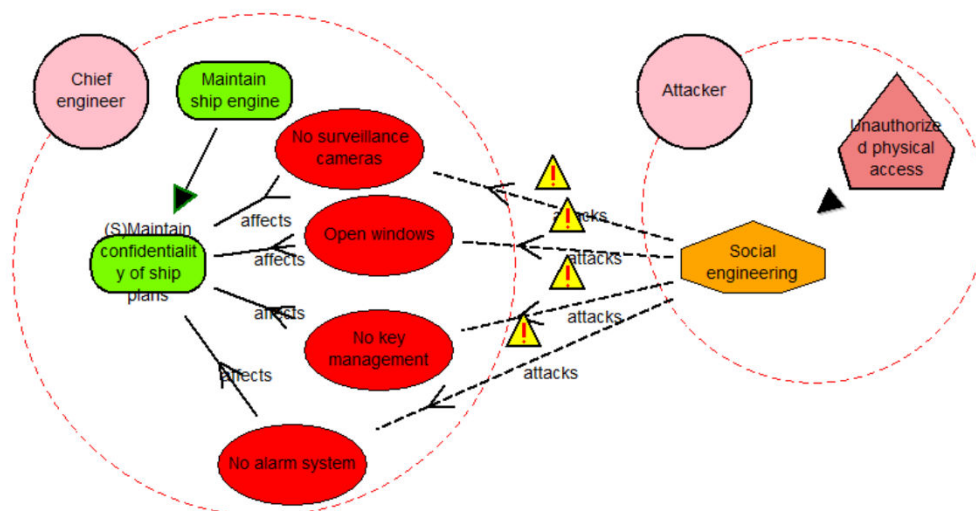 Chief
engineer
Maintain
ship engine
No surveillance
cameras
Attacker
Unauthorize
d physical
access
affects
attacks
(S)Maintain
confidentialit
y of ship
plans
Open windows
affects
attacks
Social
engineering
affects
attacks
No key
management
affects
attacks
No alarm system